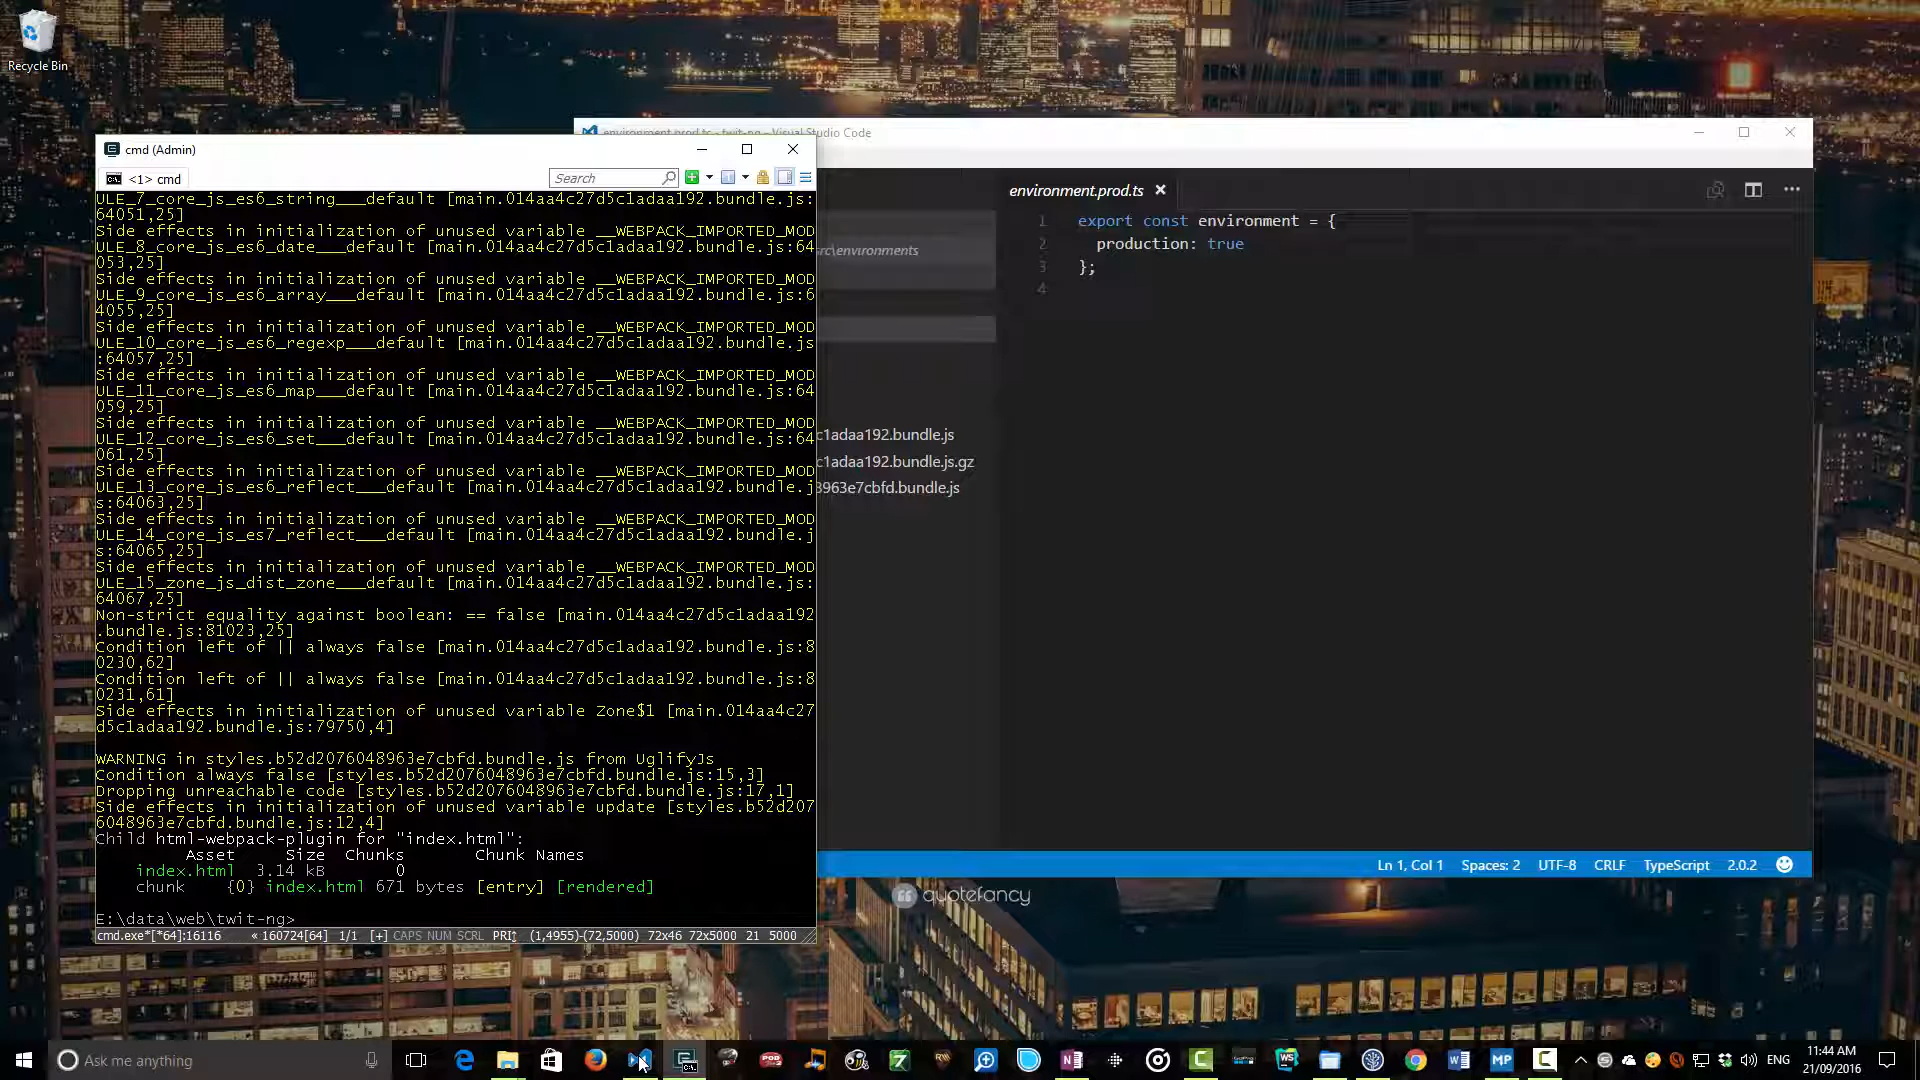 Recycle Bin
environment.prod.ts - twit-ng - Visual Studio Code
cmd (Admin)
<1> cmd
Search
ULE_7_core_js_es6_string___default [main.014aa4c27d5c1adaa192.bundle.js:
64051,25]
Side effects in initialization of unused variable __WEBPACK_IMPORTED_MOD
ULE_8_core_js_es6_date___default [main.014aa4c27d5c1adaa192.bundle.js:64
053,25]
Side effects in initialization of unused variable __WEBPACK_IMPORTED_MOD
ULE_9_core_js_es6_array___default [main.014aa4c27d5c1adaa192.bundle.js:6
4055,25]
Side effects in initialization of unused variable __WEBPACK_IMPORTED_MOD
ULE_10_core_js_es6_regexp___default [main.014aa4c27d5c1adaa192.bundle.js
:64057,25]
Side effects in initialization of unused variable __WEBPACK_IMPORTED_MOD
ULE_11_core_js_es6_map___default [main.014aa4c27d5c1adaa192.bundle.js:64
059,25]
Side effects in initialization of unused variable __WEBPACK_IMPORTED_MOD
ULE_12_core_js_es6_set___default [main.014aa4c27d5c1adaa192.bundle.js:64
061,25]
Side effects in initialization of unused variable __WEBPACK_IMPORTED_MOD
ULE_13_core_js_es6_reflect___default [main.014aa4c27d5c1adaa192.bundle.j
s:64063,25]
Side effects in initialization of unused variable __WEBPACK_IMPORTED_MOD
ULE_14_core_js_es7_reflect___default [main.014aa4c27d5c1adaa192.bundle.j
s:64065,25]
Side effects in initialization of unused variable __WEBPACK_IMPORTED_MOD
ULE_15_zone_js_dist_zone___default [main.014aa4c27d5c1adaa192.bundle.js:
64067,25]
Non-strict equality against boolean: == false [main.014aa4c27d5c1adaa192
.bundle.js:81023,25]
Condition left of || always false [main.014aa4c27d5c1adaa192.bundle.js:8
0230,62]
Condition left of || always false [main.014aa4c27d5c1adaa192.bundle.js:8
0231,61]
Side effects in initialization of unused variable Zone$1 [main.014aa4c27
d5c1adaa192.bundle.js:79750,4]
WARNING in styles.b52d2076048963e7cbfd.bundle.js from UglifyJs
Condition always false [styles.b52d2076048963e7cbfd.bundle.js:15,3]
Dropping unreachable code [styles.b52d2076048963e7cbfd.bundle.js:17,1]
Side effects in initialization of unused variable update [styles.b52d207
6048963e7cbfd.bundle.js:12,4]
Child html-webpack-plugin for "index.html":
Asset Size Chunks Chunk Names
index.html 3.14 kB 0
chunk {0} index.html 671 bytes [entry] [rendered]
E:\data\web\twit-ng>
cmd.exe*[*64]:16116 « 160724[64] 1/1 [+] CAPS NUM SCRL PRI↕ (1,4955)-(72,5000) 72x46 72x5000 21 5000
src\environments
c1adaa192.bundle.js
c1adaa192.bundle.js.gz
8963e7cbfd.bundle.js
environment.prod.ts
1 export const environment = {
2 production: true
3 };
4
Ln 1, Col 1 Spaces: 2 UTF-8 CRLF TypeScript 2.0.2
quotefancy
Ask me anything
ENG
11:44 AM
21/09/2016